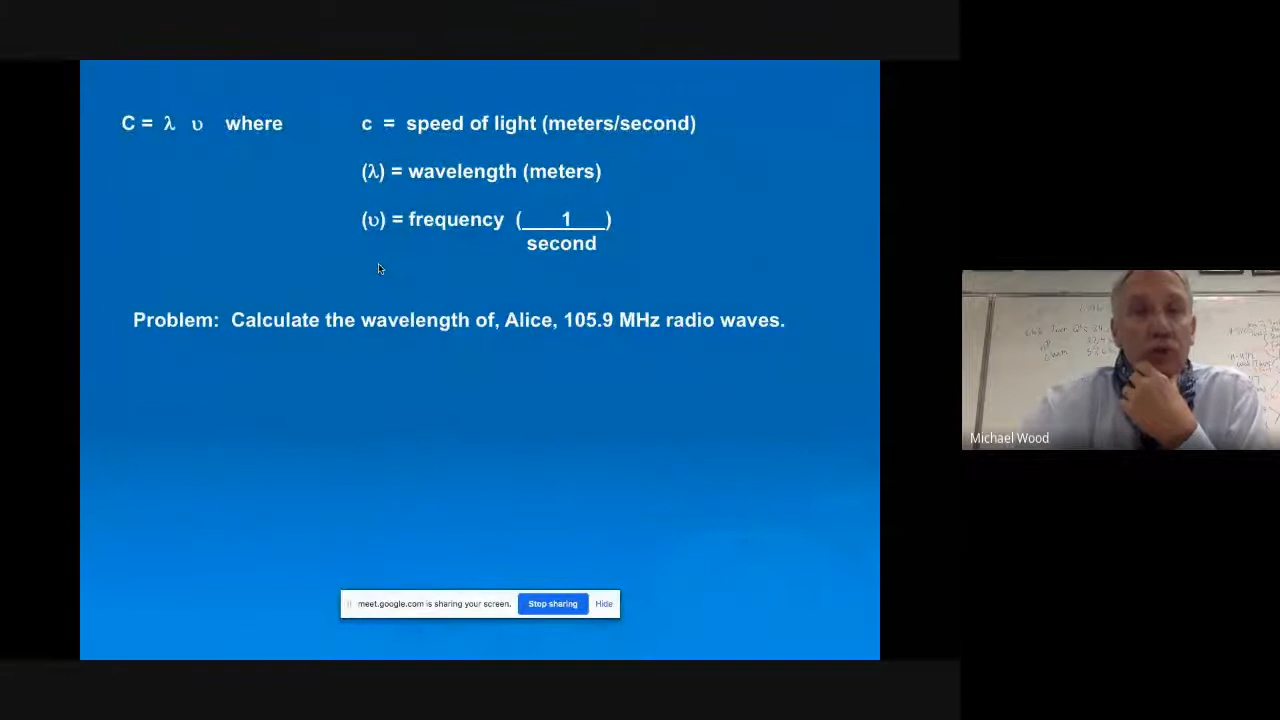 C = λ υ where c = speed of light (meters/second)
(λ) = wavelength (meters)
(υ) = frequency ( 1 )
second
Problem: Calculate the wavelength of, Alice, 105.9 MHz radio waves.
Michael Wood
meet.google.com is sharing your screen. Stop sharing Hide